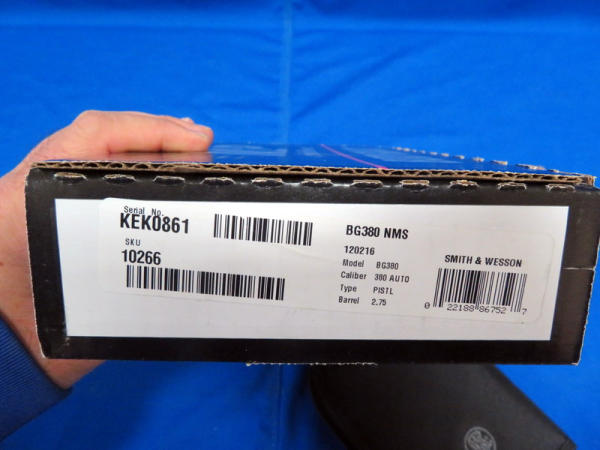 Serial No.
KEK0861
SKU
10266
BG380 NMS
120216
Model BG380
Caliber 380 AUTO
Type PISTL
Barrel 2.75
SMITH & WESSON
0 22188 86752 7